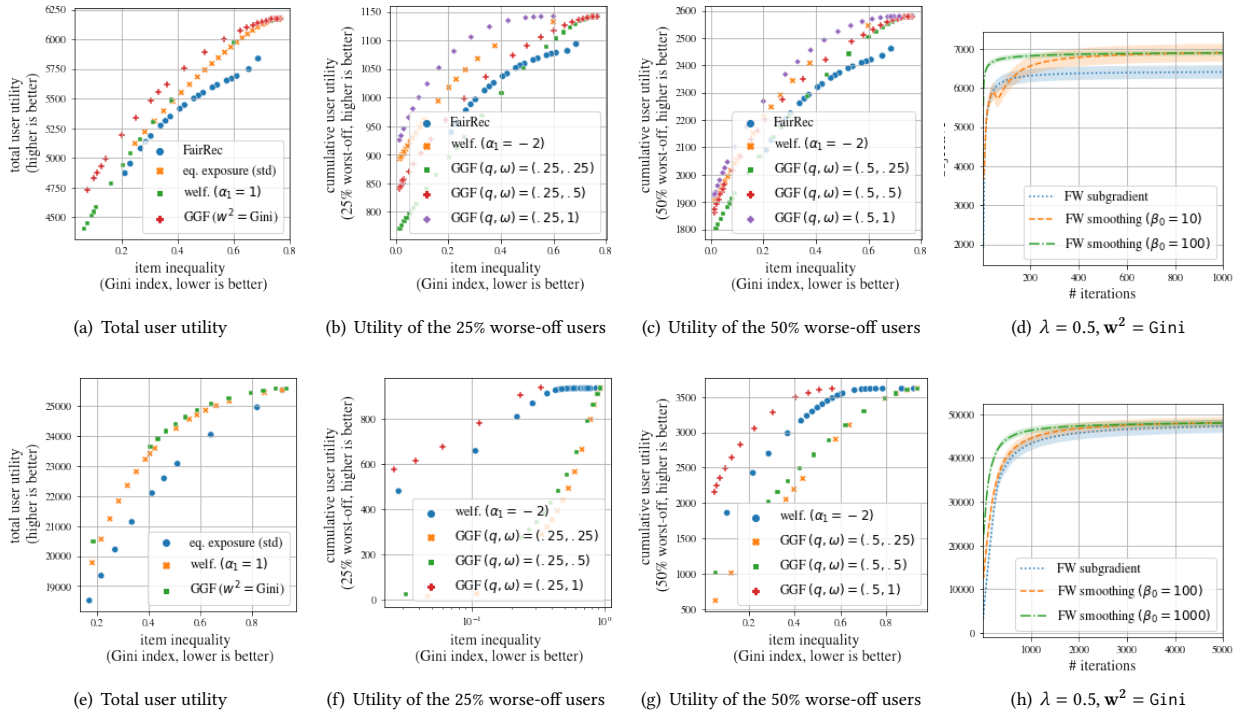 6250
6000
5750
5500
5250
5000
4750
4500
0.2
0.4
0.6
0.8
total user utility
(higher is better)
FairRec
eq. exposure (std)
welf. (α₁ = 1)
GGF (w² = Gini)
item inequality
(Gini index, lower is better)
(a) Total user utility
1150
1100
1050
1000
950
900
850
800
0.0
0.2
0.4
0.6
0.8
cumulative user utility
(25% worst-off, higher is better)
FairRec
welf. (α₁ = −2)
GGF (q, ω) = (.25, .25)
GGF (q, ω) = (.25, .5)
GGF (q, ω) = (.25, 1)
item inequality
(Gini index, lower is better)
(b) Utility of the 25% worse-off users
2600
2500
2400
2300
2200
2100
2000
1900
1800
0.0
0.2
0.4
0.6
0.8
cumulative user utility
(50% worst-off, higher is better)
FairRec
welf. (α₁ = −2)
GGF (q, ω) = (.5, .25)
GGF (q, ω) = (.5, .5)
GGF (q, ω) = (.5, 1)
item inequality
(Gini index, lower is better)
(c) Utility of the 50% worse-off users
7000
6000
5000
4000
3000
2000
200
400
600
800
1000
FW subgradient
FW smoothing (β₀ = 10)
FW smoothing (β₀ = 100)
# iterations
(d) λ = 0.5, w² = Gini
25000
24000
23000
22000
21000
20000
19000
0.2
0.4
0.6
0.8
total user utility
(higher is better)
eq. exposure (std)
welf. (α₁ = 1)
GGF (w² = Gini)
item inequality
(Gini index, lower is better)
(e) Total user utility
800
600
400
200
0
10⁻¹
10⁰
cumulative user utility
(25% worst-off, higher is better)
welf. (α₁ = −2)
GGF (q, ω) = (.25, .25)
GGF (q, ω) = (.25, .5)
GGF (q, ω) = (.25, 1)
item inequality
(Gini index, lower is better)
(f) Utility of the 25% worse-off users
4000
3500
3000
2500
2000
1500
1000
500
0.2
0.4
0.6
0.8
cumulative user utility
(50% worst-off, higher is better)
welf. (α₁ = −2)
GGF (q, ω) = (.5, .25)
GGF (q, ω) = (.5, .5)
GGF (q, ω) = (.5, 1)
item inequality
(Gini index, lower is better)
(g) Utility of the 50% worse-off users
50000
40000
30000
20000
10000
0
1000
2000
3000
4000
5000
FW subgradient
FW smoothing (β₀ = 100)
FW smoothing (β₀ = 1000)
# iterations
(h) λ = 0.5, w² = Gini